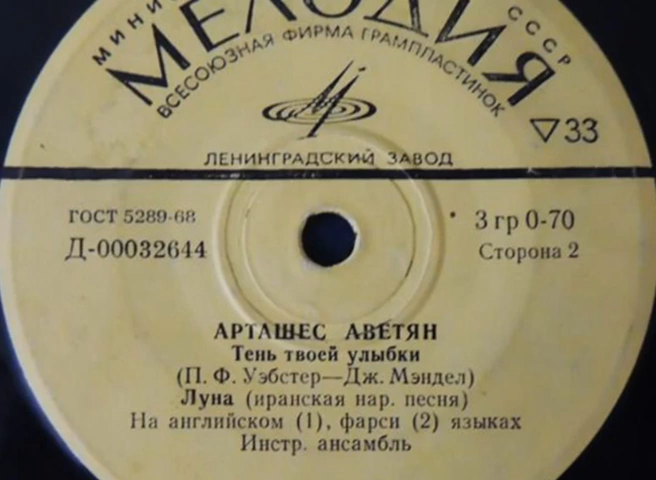 МИНИ СССР
МЕЛОДИЯ
ВСЕСОЮЗНАЯ ФИРМА ГРАМПЛАСТИНОК
33
ЛЕНИНГРАДСКИЙ ЗАВОД
ГОСТ 5289-68
3 гр 0-70
Д-00032644
Сторона 2
АРТАШЕС АВЕТЯН
Тень твоей улыбки
(П. Ф. Уэбстер—Дж. Мэндел)
Луна (иранская нар. песня)
На английском (1), фарси (2) языках
Инстр. ансамбль